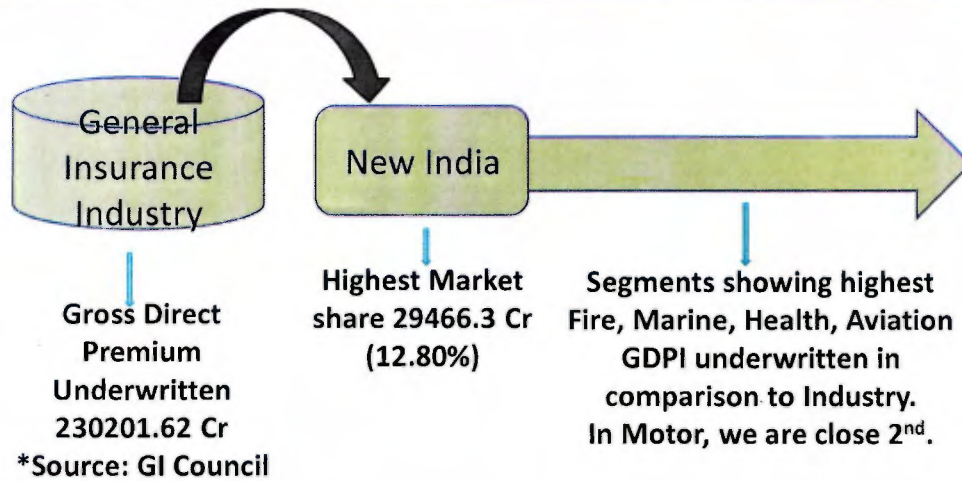 General
Insurance
Industry
New India
Gross Direct
Premium
Underwritten
230201.62 Cr
*Source: GI Council
Highest Market
share 29466.3 Cr
(12.80%)
Segments showing highest
Fire, Marine, Health, Aviation
GDPI underwritten in
comparison to Industry.
In Motor, we are close 2nd.